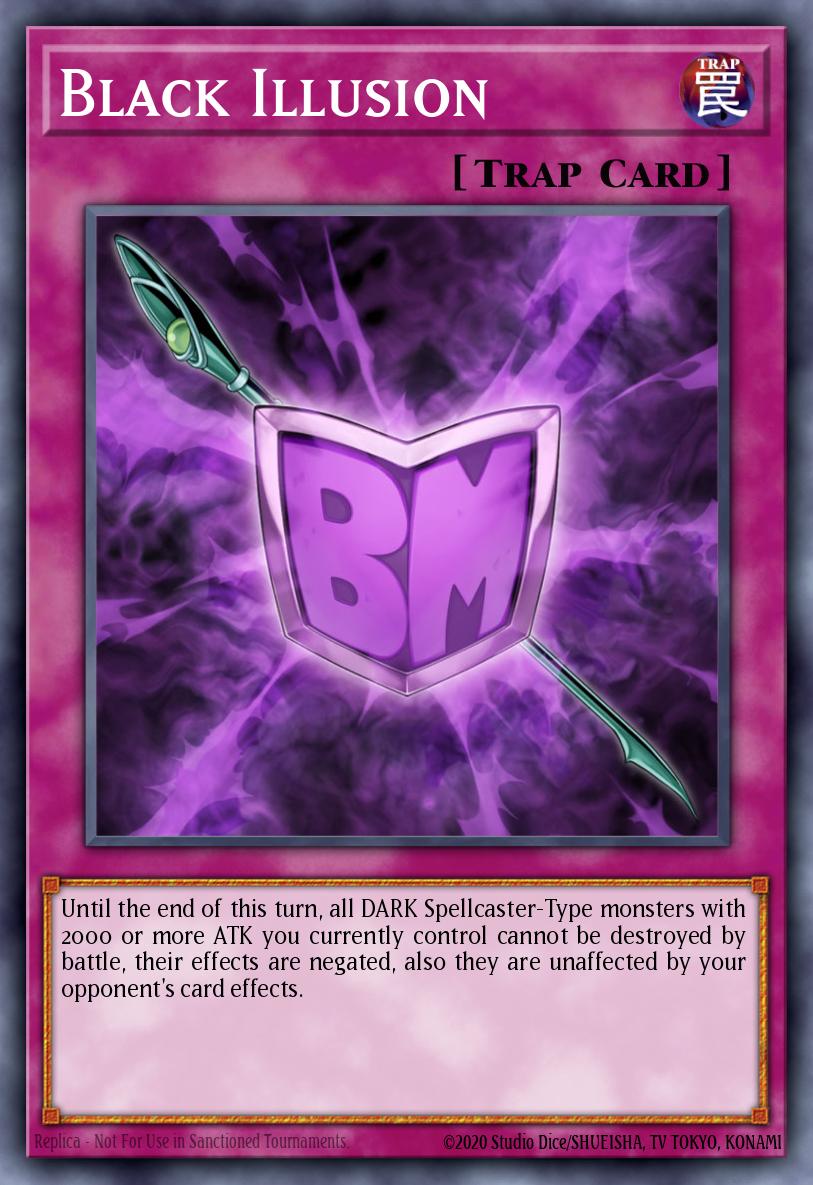 Black Illusion
TRAP
罠
[Trap Card]
BM
Until the end of this turn, all DARK Spellcaster-Type monsters with
2000 or more ATK you currently control cannot be destroyed by
battle, their effects are negated, also they are unaffected by your
opponent's card effects.
Replica - Not For Use in Sanctioned Tournaments.
©2020 Studio Dice/SHUEISHA, TV TOKYO, KONAMI